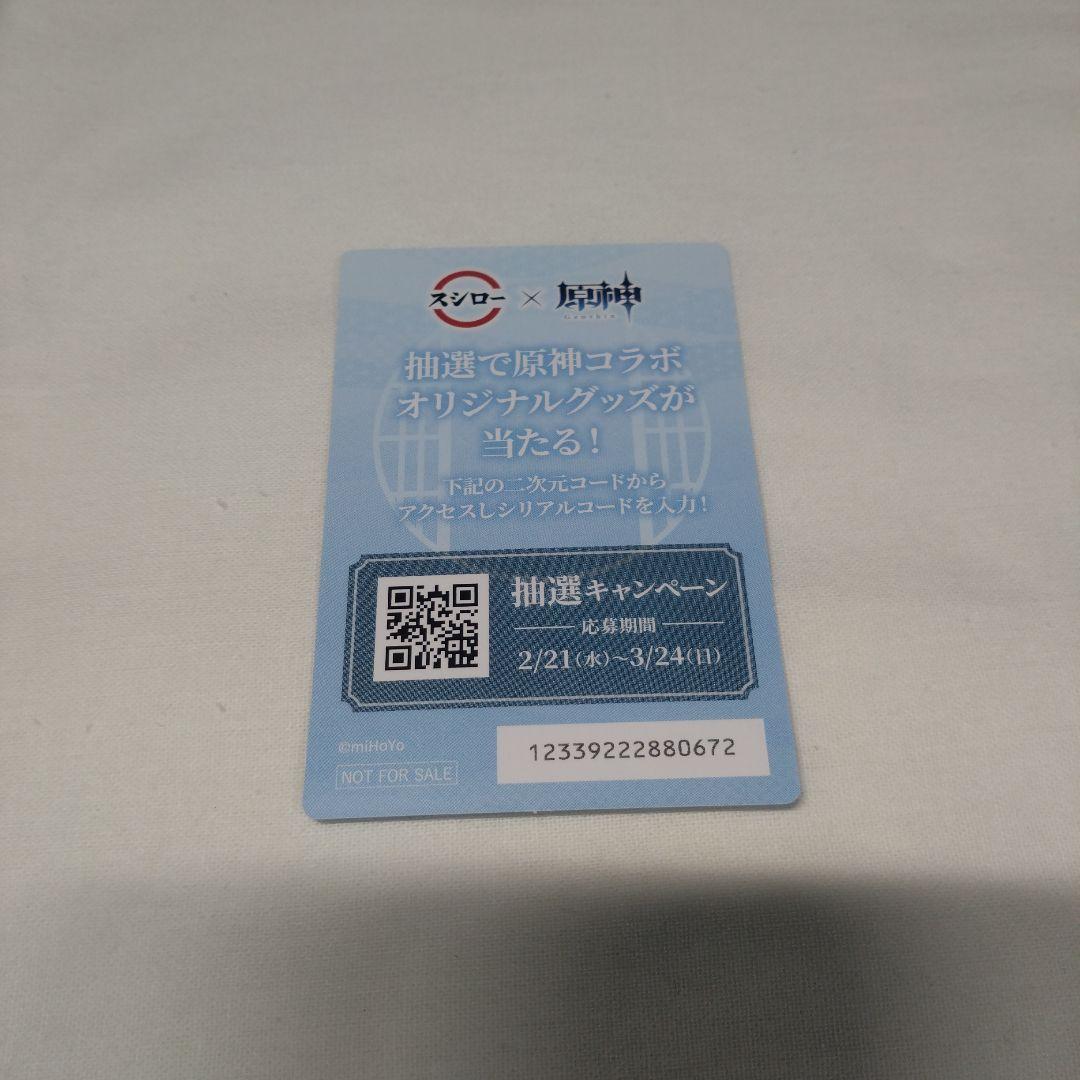 スシロー × 原神
Genshin
抽選で原神コラボ
オリジナルグッズが
当たる!
下記の二次元コードから
アクセスしシリアルコードを入力!
抽選キャンペーン
応募期間
2/21(水)~3/24(日)
©miHoYo
NOT FOR SALE
12339222880672